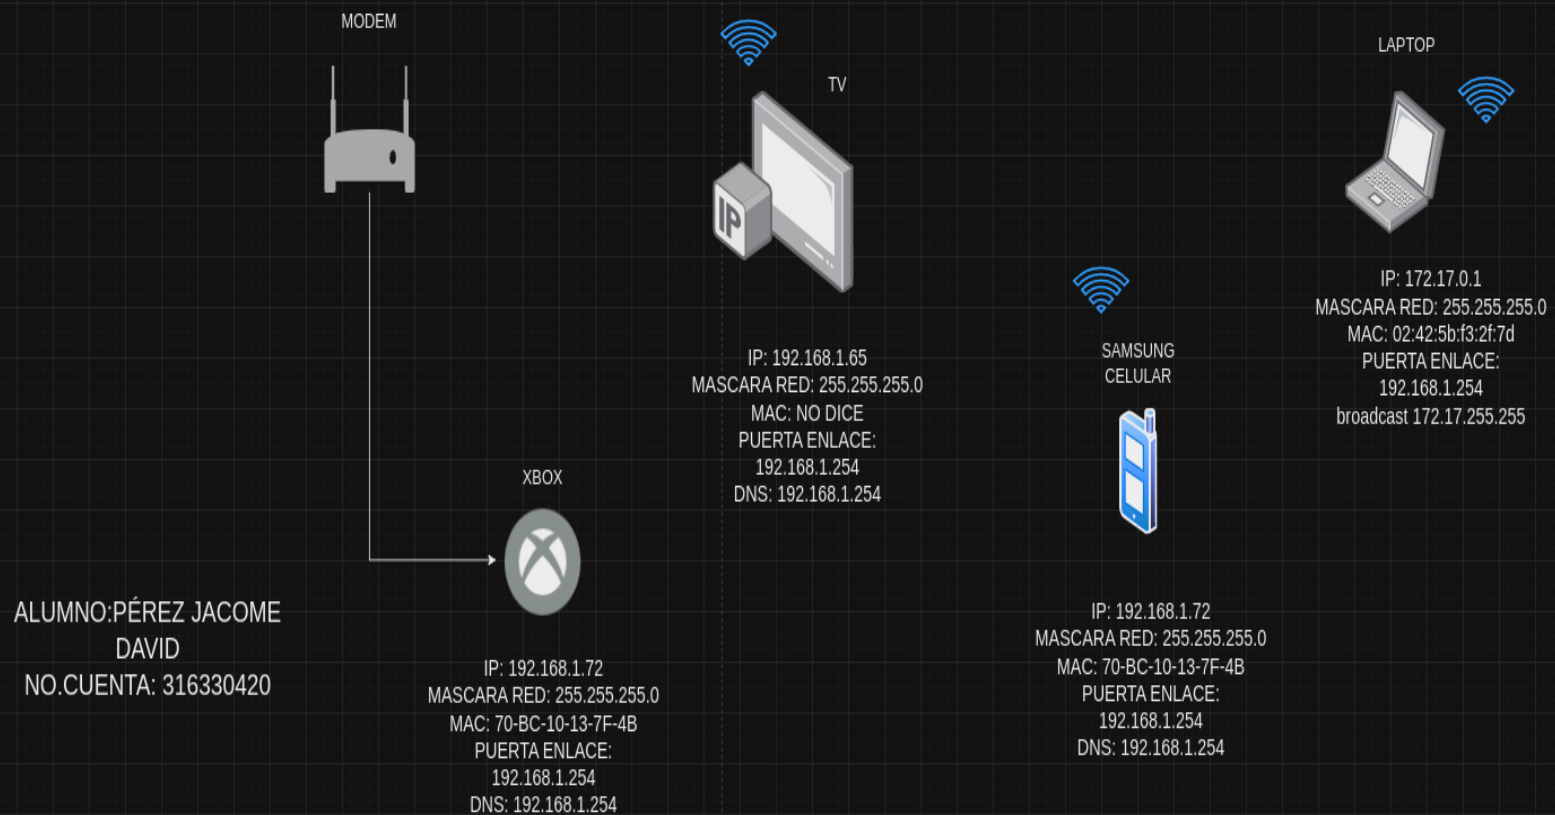 MODEM
TV
LAPTOP
IP
IP: 172.17.0.1
MASCARA RED: 255.255.255.0
MAC: 02:42:5b:f3:2f:7d
PUERTA ENLACE:
192.168.1.254
broadcast 172.17.255.255
IP: 192.168.1.65
MASCARA RED: 255.255.255.0
MAC: NO DICE
PUERTA ENLACE:
192.168.1.254
DNS: 192.168.1.254
SAMSUNG
CELULAR
XBOX
ALUMNO:PÉREZ JACOME
DAVID
NO.CUENTA: 316330420
IP: 192.168.1.72
MASCARA RED: 255.255.255.0
MAC: 70-BC-10-13-7F-4B
PUERTA ENLACE:
192.168.1.254
DNS: 192.168.1.254
IP: 192.168.1.72
MASCARA RED: 255.255.255.0
MAC: 70-BC-10-13-7F-4B
PUERTA ENLACE:
192.168.1.254
DNS: 192.168.1.254